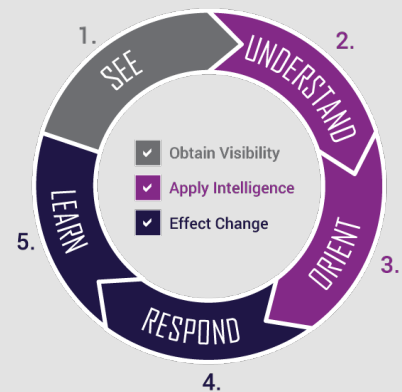 1.
SEE
2.
UNDERSTAND
3.
ORIENT
4.
RESPOND
5.
LEARN
Obtain Visibility
Apply Intelligence
Effect Change